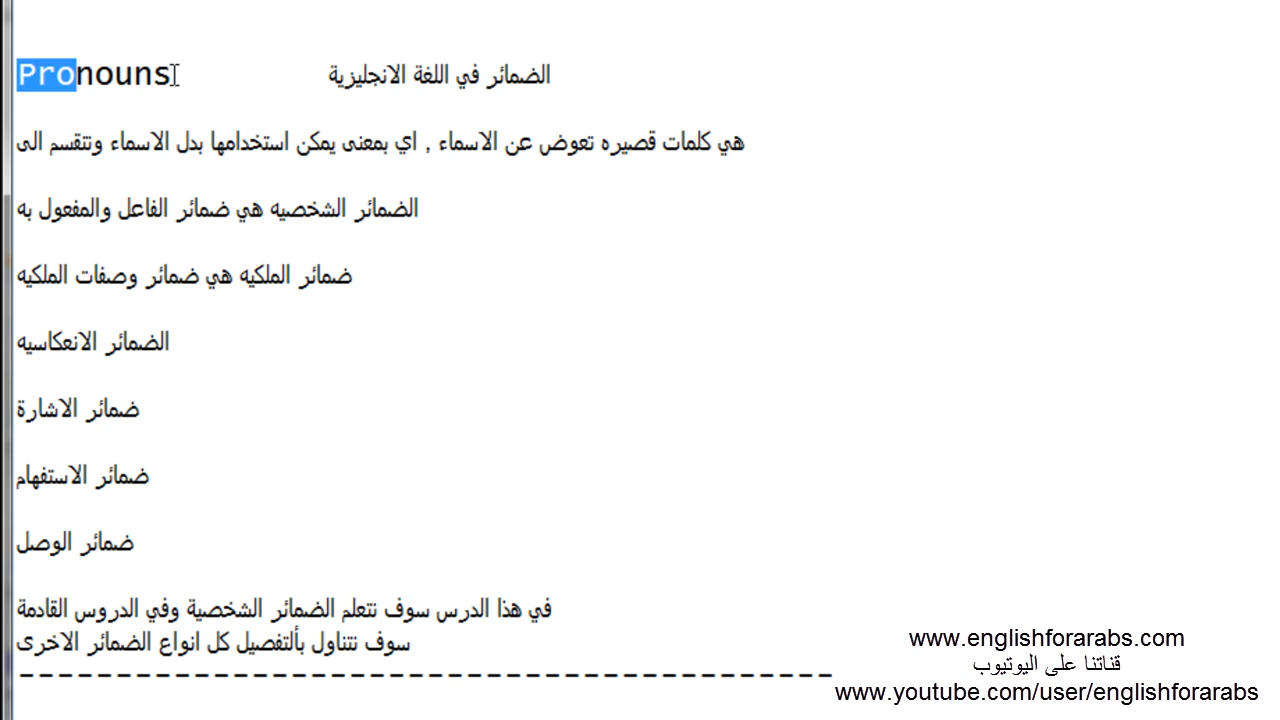 Pronouns الضمائر في اللغة الانجليزية
هي كلمات قصيره تعوض عن الاسماء , اي بمعنى يمكن استخدامها بدل الاسماء وتتقسم الى
الضمائر الشخصيه هي ضمائر الفاعل والمفعول به
ضمائر الملكيه هي ضمائر وصفات الملكيه
الضمائر الانعكاسيه
ضمائر الاشارة
ضمائر الاستفهام
ضمائر الوصل
في هذا الدرس سوف نتعلم الضمائر الشخصية وفي الدروس القادمة
سوف نتناول بألتفصيل كل انواع الضمائر الاخرى
-------------------------------------------
www.englishforarabs.com
قناتنا على اليوتيوب
www.youtube.com/user/englishforarabs